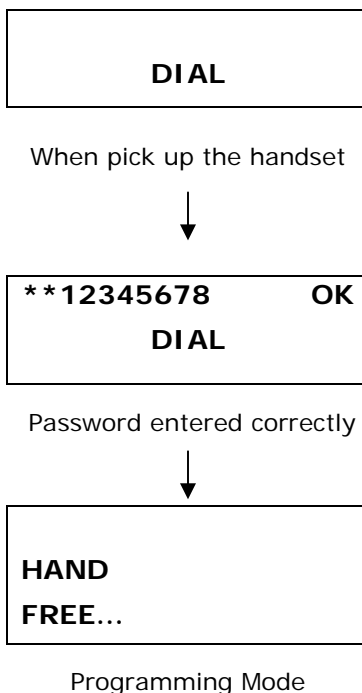 DIAL
When pick up the handset
**12345678 OK
DIAL
Password entered correctly
HAND
FREE...
Programming Mode